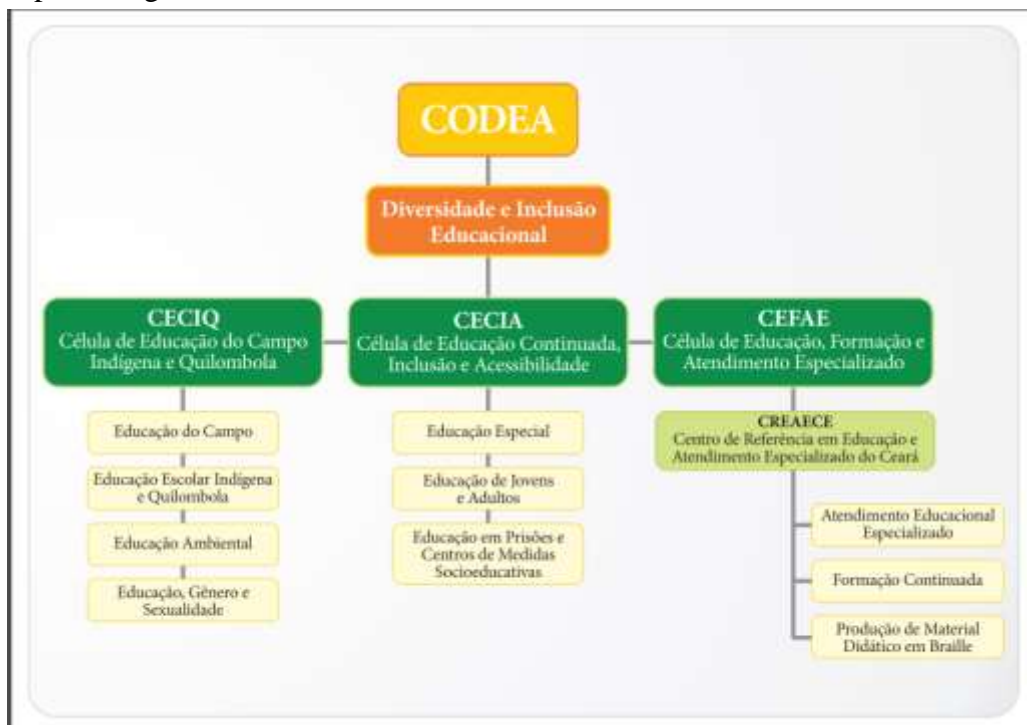 CODEA
Diversidade e Inclusão
Educacional
CECIQ
Célula de Educação do Campo
Indígena e Quilombola
CECIA
Célula de Educação Continuada,
Inclusão e Acessibilidade
CEFAE
Célula de Educação, Formação e
Atendimento Especializado
Educação do Campo
Educação Escolar Indígena
e Quilombola
Educação Ambiental
Educação, Gênero e
Sexualidade
Educação Especial
Educação de Jovens
e Adultos
Educação em Prisões e
Centros de Medidas
Socioeducativas
CREAECE
Centro de Referência em Educação e
Atendimento Especializado do Ceará
Atendimento Educacional
Especializado
Formação Continuada
Produção de Material
Didático em Braille